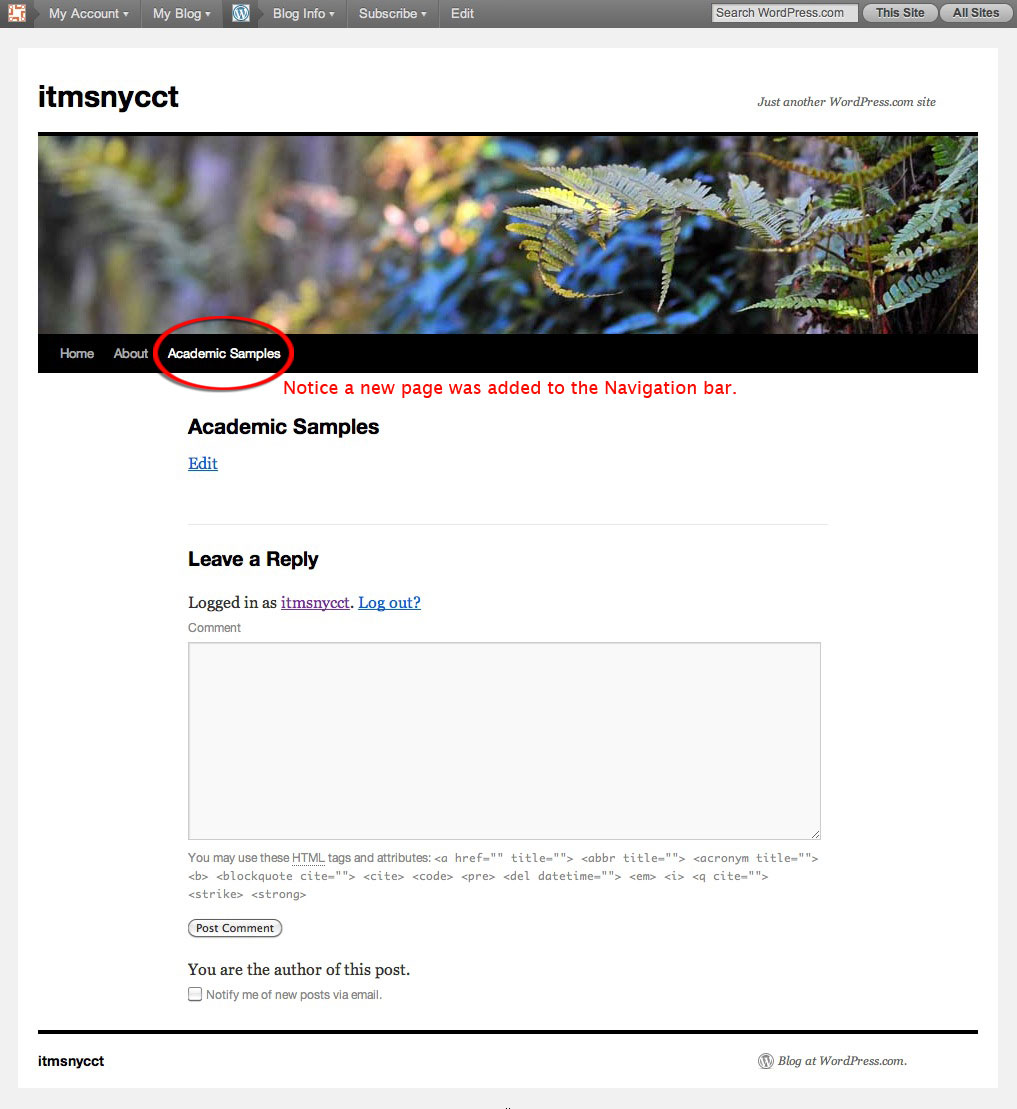 My Account ▾ My Blog ▾ Blog Info ▾ Subscribe ▾ Edit Search WordPress.com This Site All Sites
itmsnycct
Just another WordPress.com site
Home About Academic Samples
Notice a new page was added to the Navigation bar.
Academic Samples
Edit
Leave a Reply
Logged in as itmsnycct. Log out?
Comment
You may use these HTML tags and attributes: <a href="" title=""> <abbr title=""> <acronym title="">
<b> <blockquote cite=""> <cite> <code> <pre> <del datetime=""> <em> <i> <q cite="">
<strike> <strong>
Post Comment
You are the author of this post.
Notify me of new posts via email.
itmsnycct
Blog at WordPress.com.